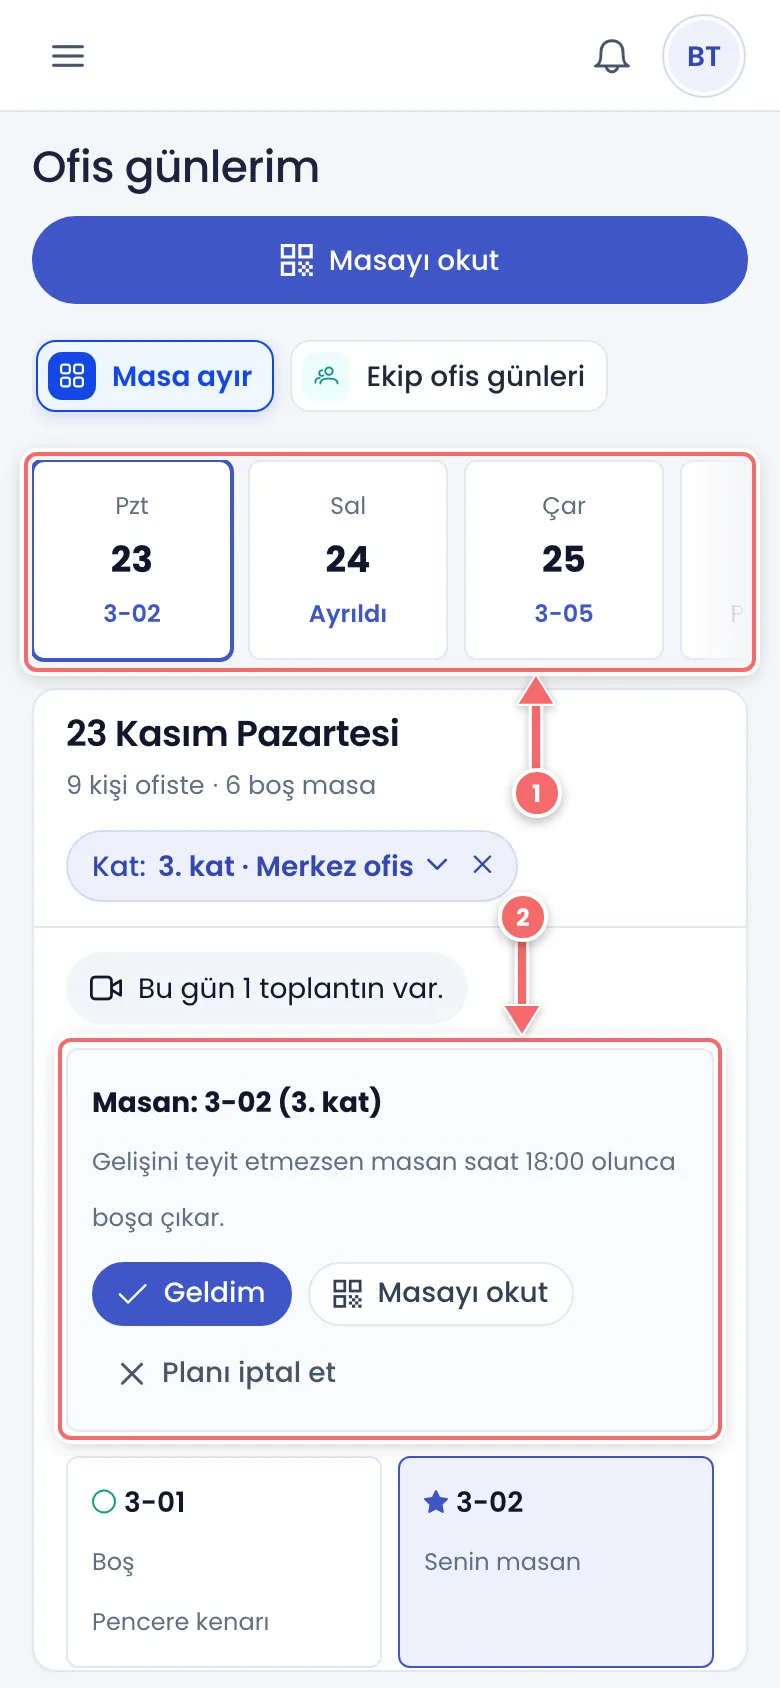 BT
Ofis günlerim
Masayı okut
Masa ayır
Ekip ofis günleri
Pzt
23
3-02
Sal
24
Ayrıldı
Çar
25
3-05
P
1
23 Kasım Pazartesi
9 kişi ofiste · 6 boş masa
Kat: 3. kat · Merkez ofis
2
Bu gün 1 toplantın var.
Masan: 3-02 (3. kat)
Gelişini teyit etmezsen masan saat 18:00 olunca
boşa çıkar.
Geldim
Masayı okut
Planı iptal et
3-01
Boş
Pencere kenarı
3-02
Senin masan